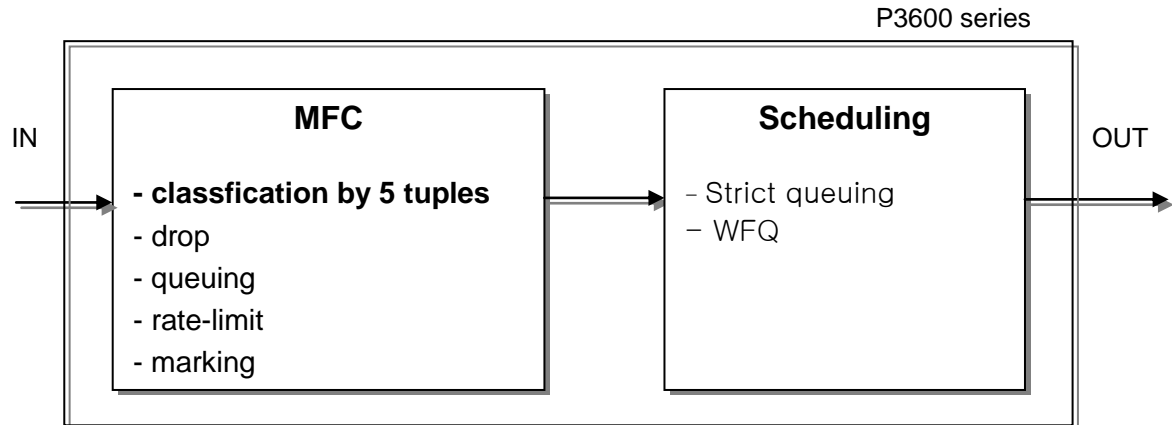 P3600 series
IN
MFC
- classfication by 5 tuples
- drop
- queuing
- rate-limit
- marking
Scheduling
- Strict queuing
- WFQ
OUT